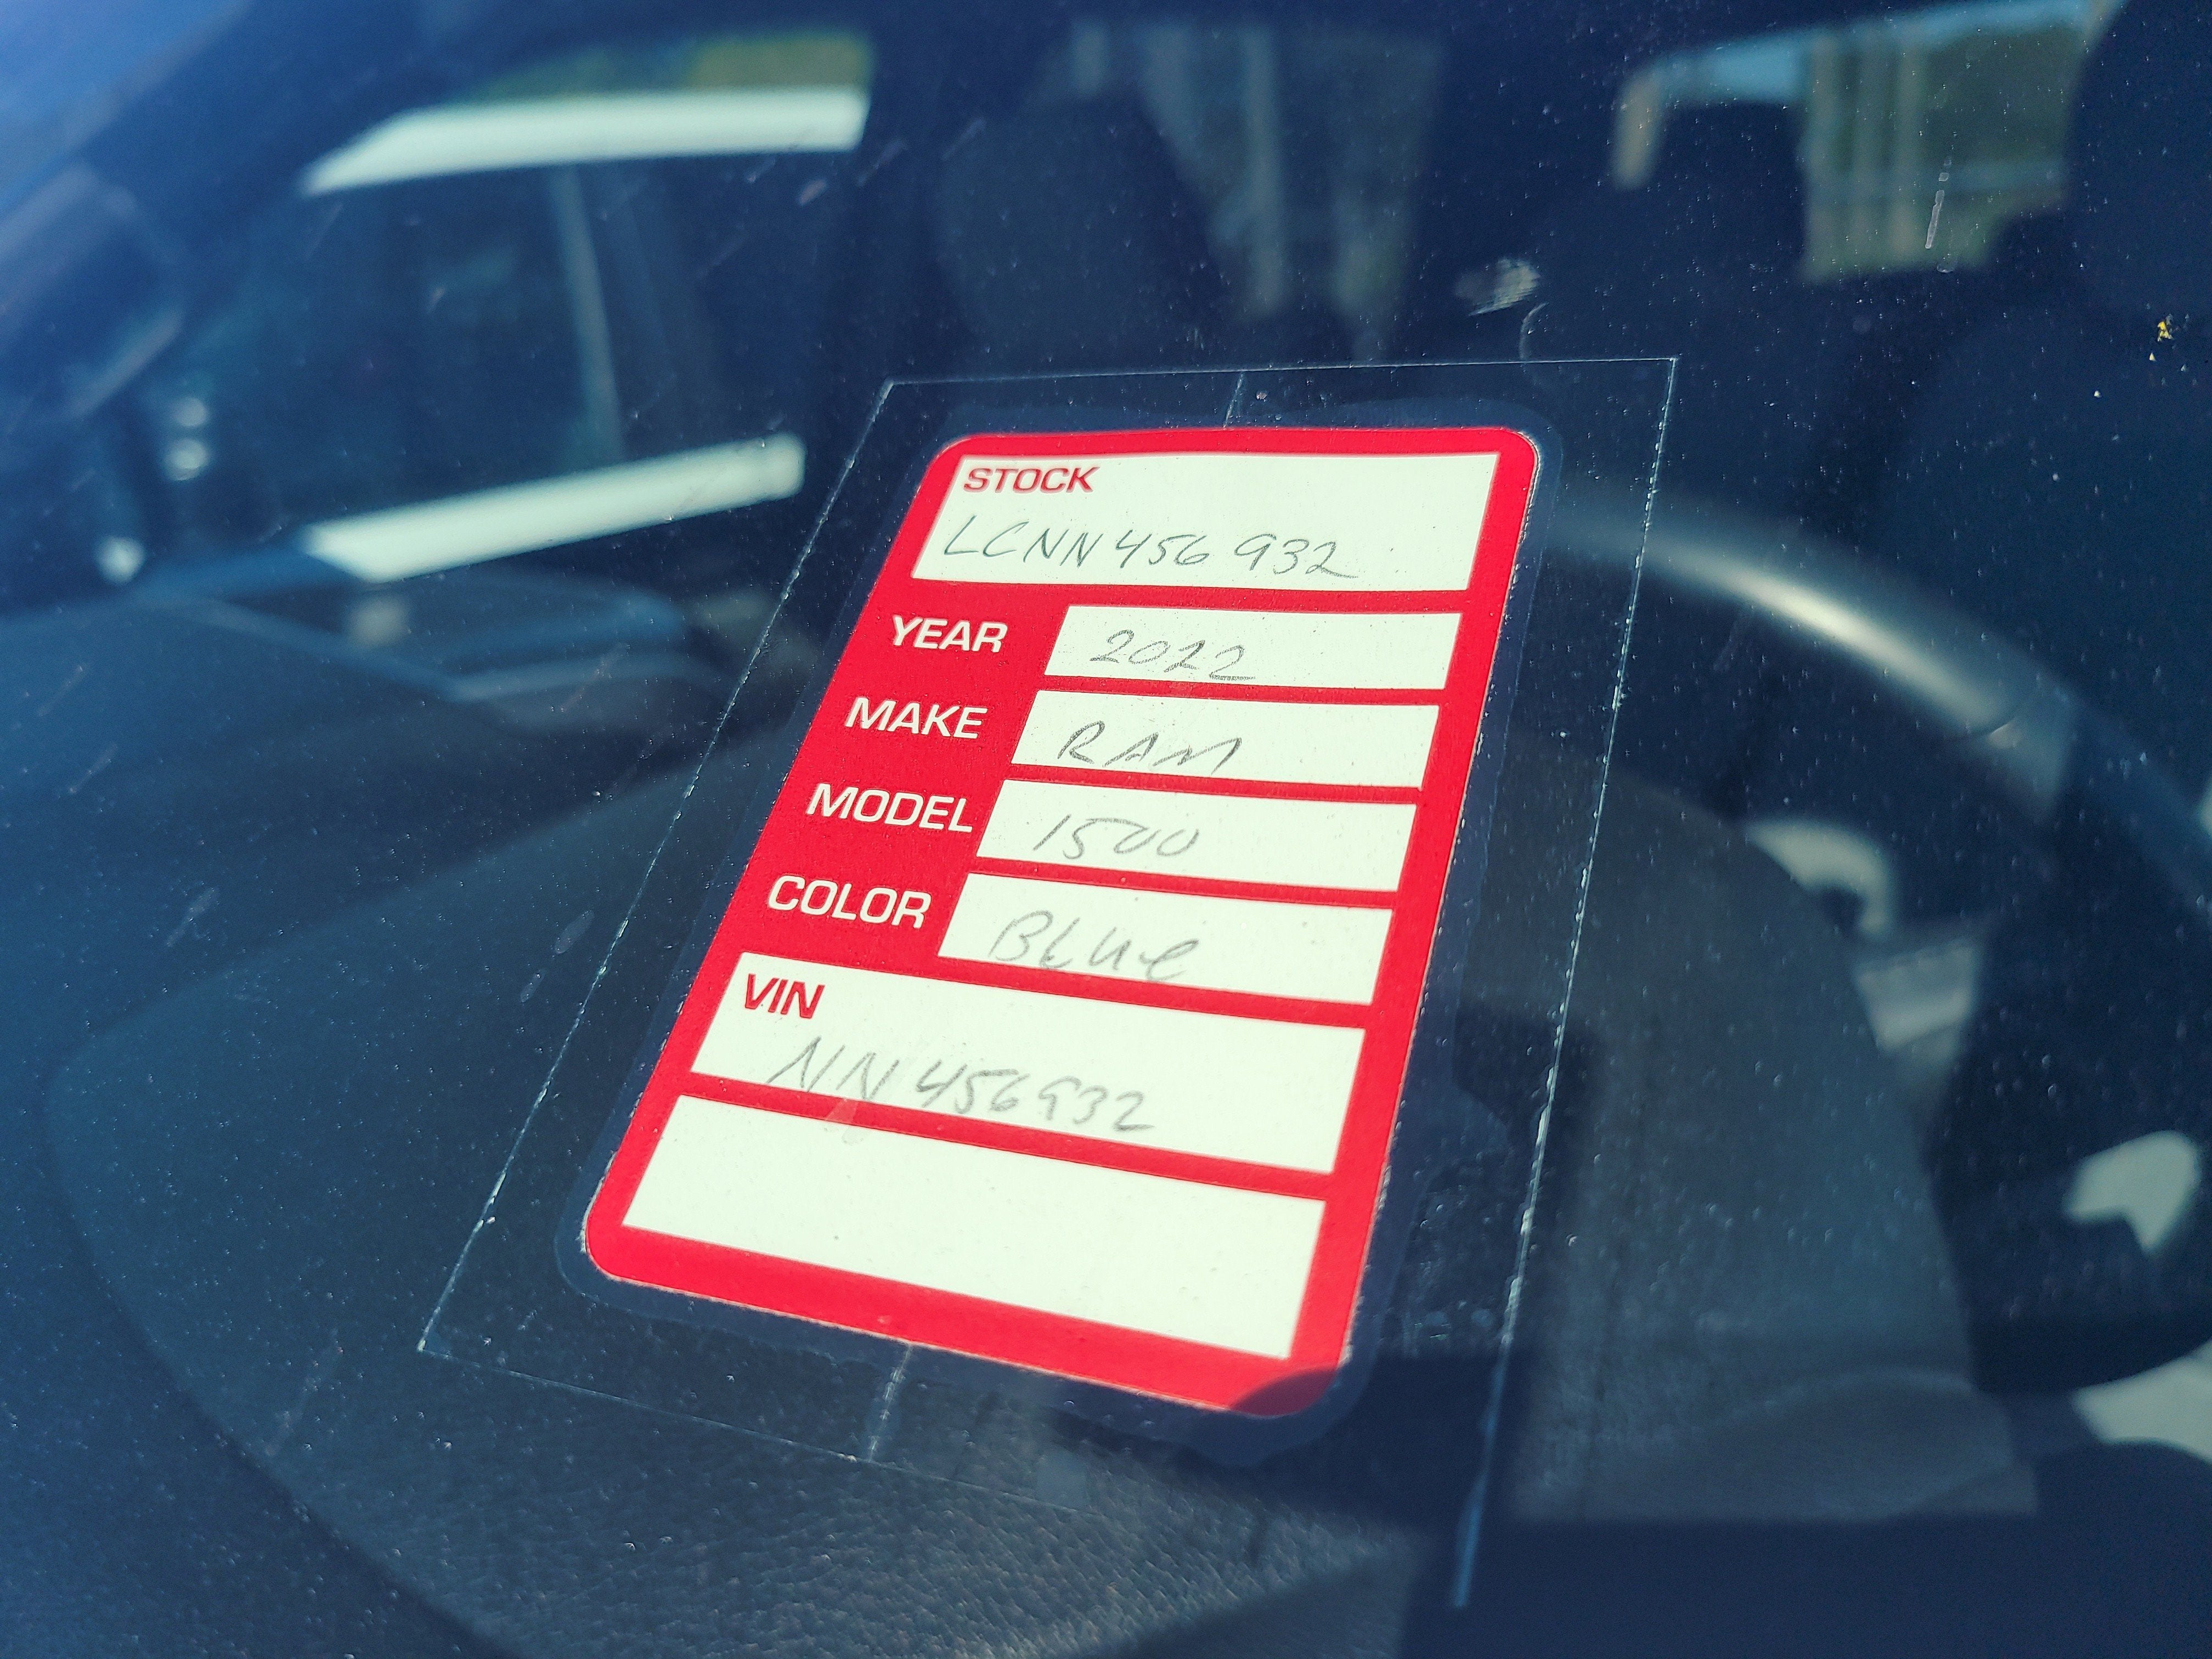 STOCK
LCNN456932
YEAR 2022
MAKE RAM
MODEL 1500
COLOR BLUe
VIN
NN456932